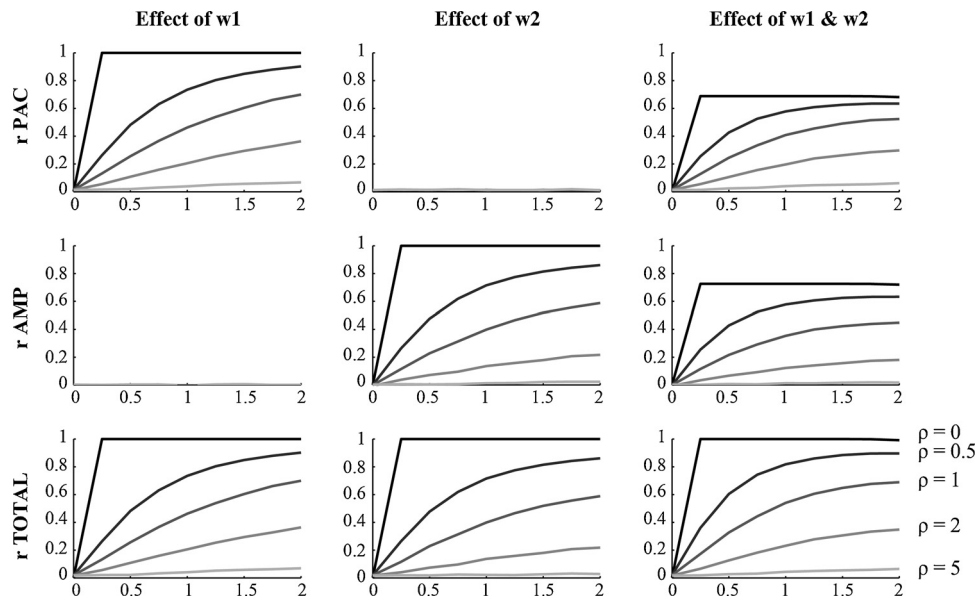 Effect of w1 Effect of w2 Effect of w1 & w2
r PAC
1 1 1
0.8 0.8 0.8
0.6 0.6 0.6
0.4 0.4 0.4
0.2 0.2 0.2
0 0 0
0 0.5 1 1.5 2 0 0.5 1 1.5 2 0 0.5 1 1.5 2
r AMP
1 1 1
0.8 0.8 0.8
0.6 0.6 0.6
0.4 0.4 0.4
0.2 0.2 0.2
0 0 0
0 0.5 1 1.5 2 0 0.5 1 1.5 2 0 0.5 1 1.5 2
r TOTAL
1 1 1 ρ = 0
0.8 0.8 0.8 ρ = 0.5
0.6 0.6 0.6 ρ = 1
0.4 0.4 0.4 ρ = 2
0.2 0.2 0.2
0 0 0 ρ = 5
0 0.5 1 1.5 2 0 0.5 1 1.5 2 0 0.5 1 1.5 2